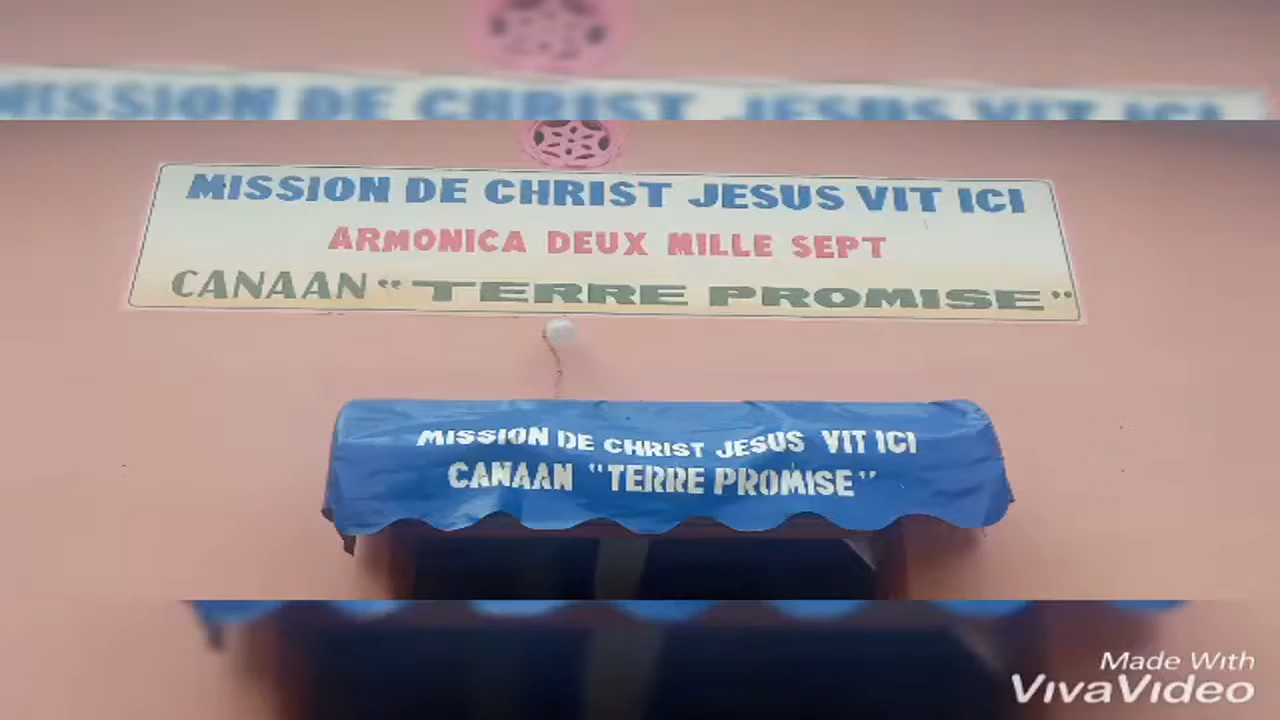 MISSION DE CHRIST JESUS VIT ICI
MISSION DE CHRIST JESUS VIT ICI
ARMONICA DEUX MILLE SEPT
CANAAN "TERRE PROMISE"
MISSION DE CHRIST JESUS VIT ICI
CANAAN "TERRE PROMISE"
Made With
VivaVideo